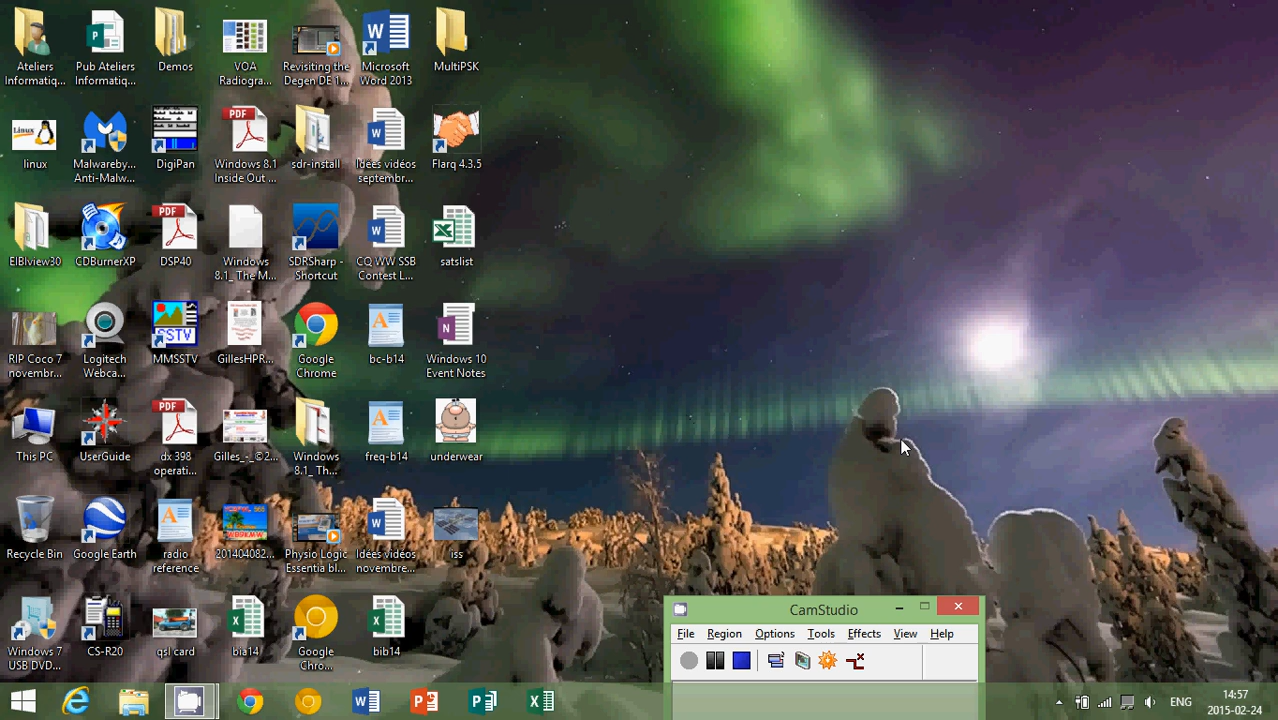 Ateliers
Informatiq...
Pub Ateliers
Informatiq...
Demos
VOA
Radiogra...
Revisiting the
Degen DE 1...
Microsoft
Word 2013
MultiPSK
linux
Malwareby...
Anti-Malw...
DigiPan
Windows 8.1
Inside Out ...
sdr-install
Idées vidéos
septembr...
Flarq 4.3.5
EIBIview30
CDBurnerXP
DSP40
Windows
8.1_ The M...
SDRSharp -
Shortcut
CQ WW SSB
Contest L...
satslist
RIP Coco 7
novembr...
Logitech
Webca...
MMSSTV
GillesHPR...
Google
Chrome
bc-b14
Windows 10
Event Notes
This PC
UserGuide
dx 398
operati...
Gilles_-_©2...
Windows
8.1_ Th...
freq-b14
underwear
Recycle Bin
Google Earth
radio
reference
201404082...
Physio Logic
Essentia bl...
Idées vidéos
novembre...
iss
Windows 7
USB DVD...
CS-R20
qsl card
bia14
Google
Chro...
bib14
CamStudio
File Region Options Tools Effects View Help
ENG
14:57
2015-02-24